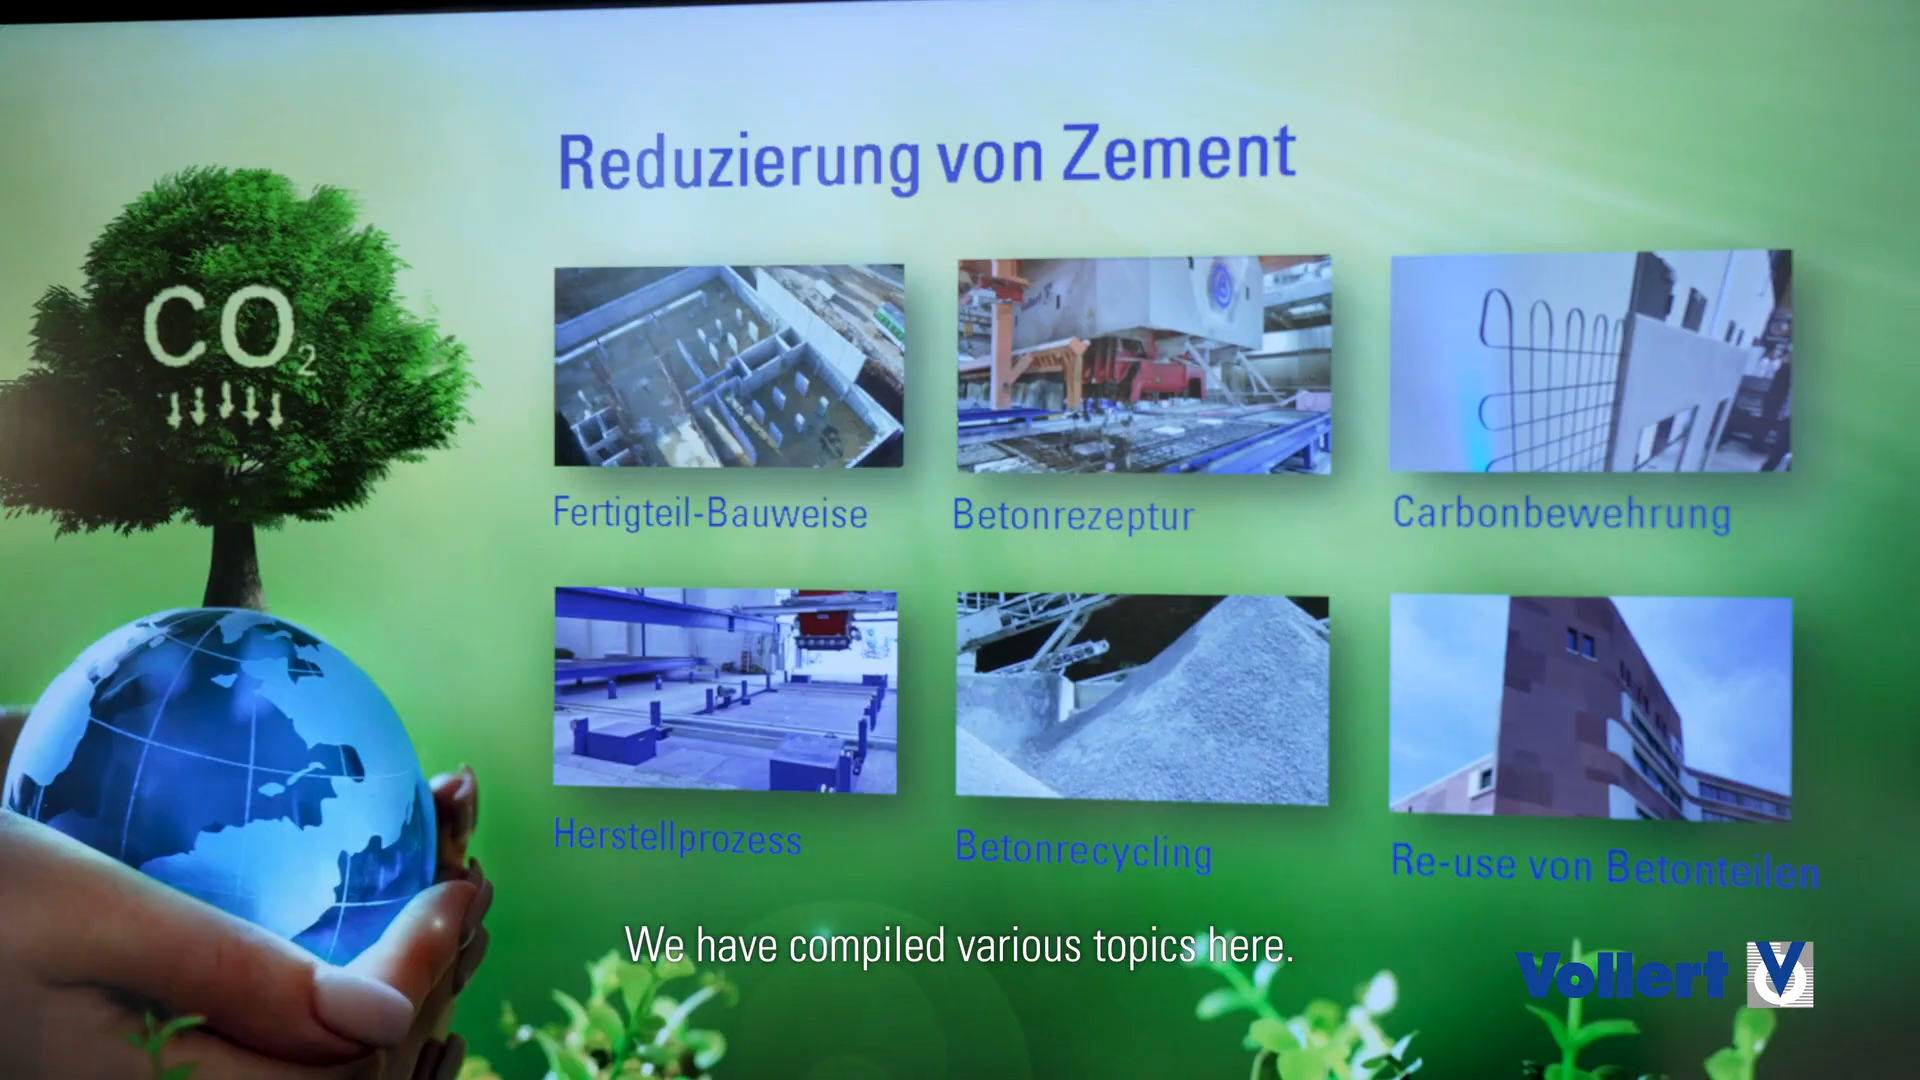 Reduzierung von Zement
CO2
Fertigteil-Bauweise
Betonrezeptur
Carbonbewehrung
Herstellprozess
Betonrecycling
Re-use von Betonteilen
We have compiled various topics here.
Vollert